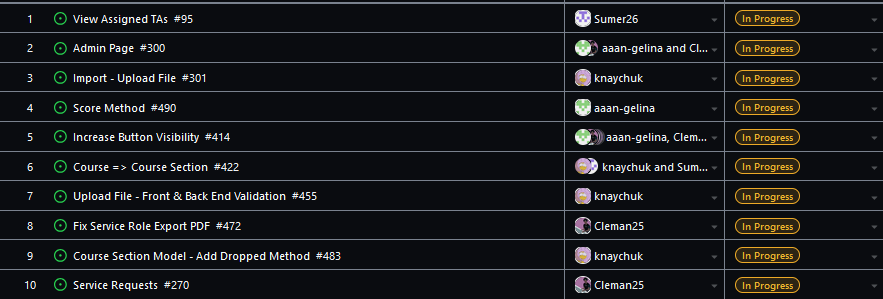 1 View Assigned TAs #95 Sumer26 In Progress
2 Admin Page #300 aaan-gelina and Cl... In Progress
3 Import - Upload File #301 knaychuk In Progress
4 Score Method #490 aaan-gelina In Progress
5 Increase Button Visibility #414 aaan-gelina, Clem... In Progress
6 Course => Course Section #422 knaychuk and Sum... In Progress
7 Upload File - Front & Back End Validation #455 knaychuk In Progress
8 Fix Service Role Export PDF #472 Cleman25 In Progress
9 Course Section Model - Add Dropped Method #483 knaychuk In Progress
10 Service Requests #270 Cleman25 In Progress